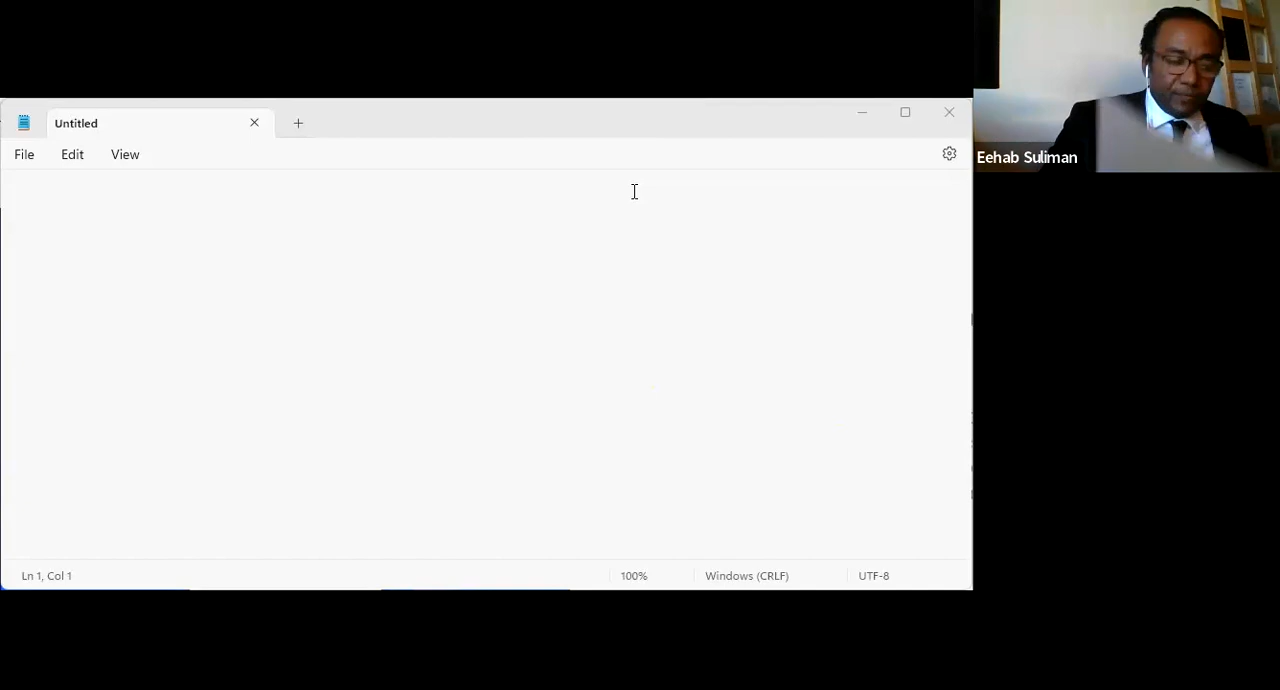 Untitled
File Edit View
Eehab Suliman
Ln 1, Col 1 100% Windows (CRLF) UTF-8